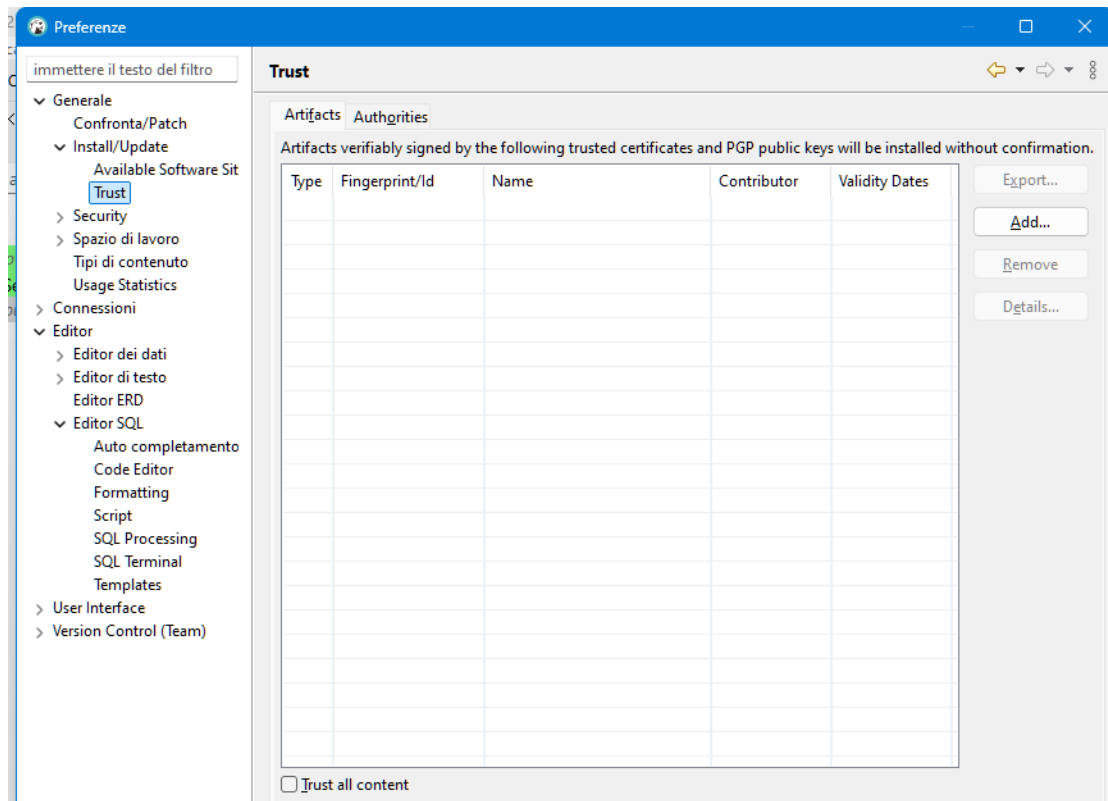 Preferenze
immettere il testo del filtro
Trust
Generale
Confronta/Patch
Install/Update
Available Software Sit
Trust
Security
Spazio di lavoro
Tipi di contenuto
Usage Statistics
Connessioni
Editor
Editor dei dati
Editor di testo
Editor ERD
Editor SQL
Auto completamento
Code Editor
Formatting
Script
SQL Processing
SQL Terminal
Templates
User Interface
Version Control (Team)
Artifacts Authorities
Artifacts verifiably signed by the following trusted certificates and PGP public keys will be installed without confirmation.
Type Fingerprint/Id Name Contributor Validity Dates
Export...
Add...
Remove
Details...
Trust all content